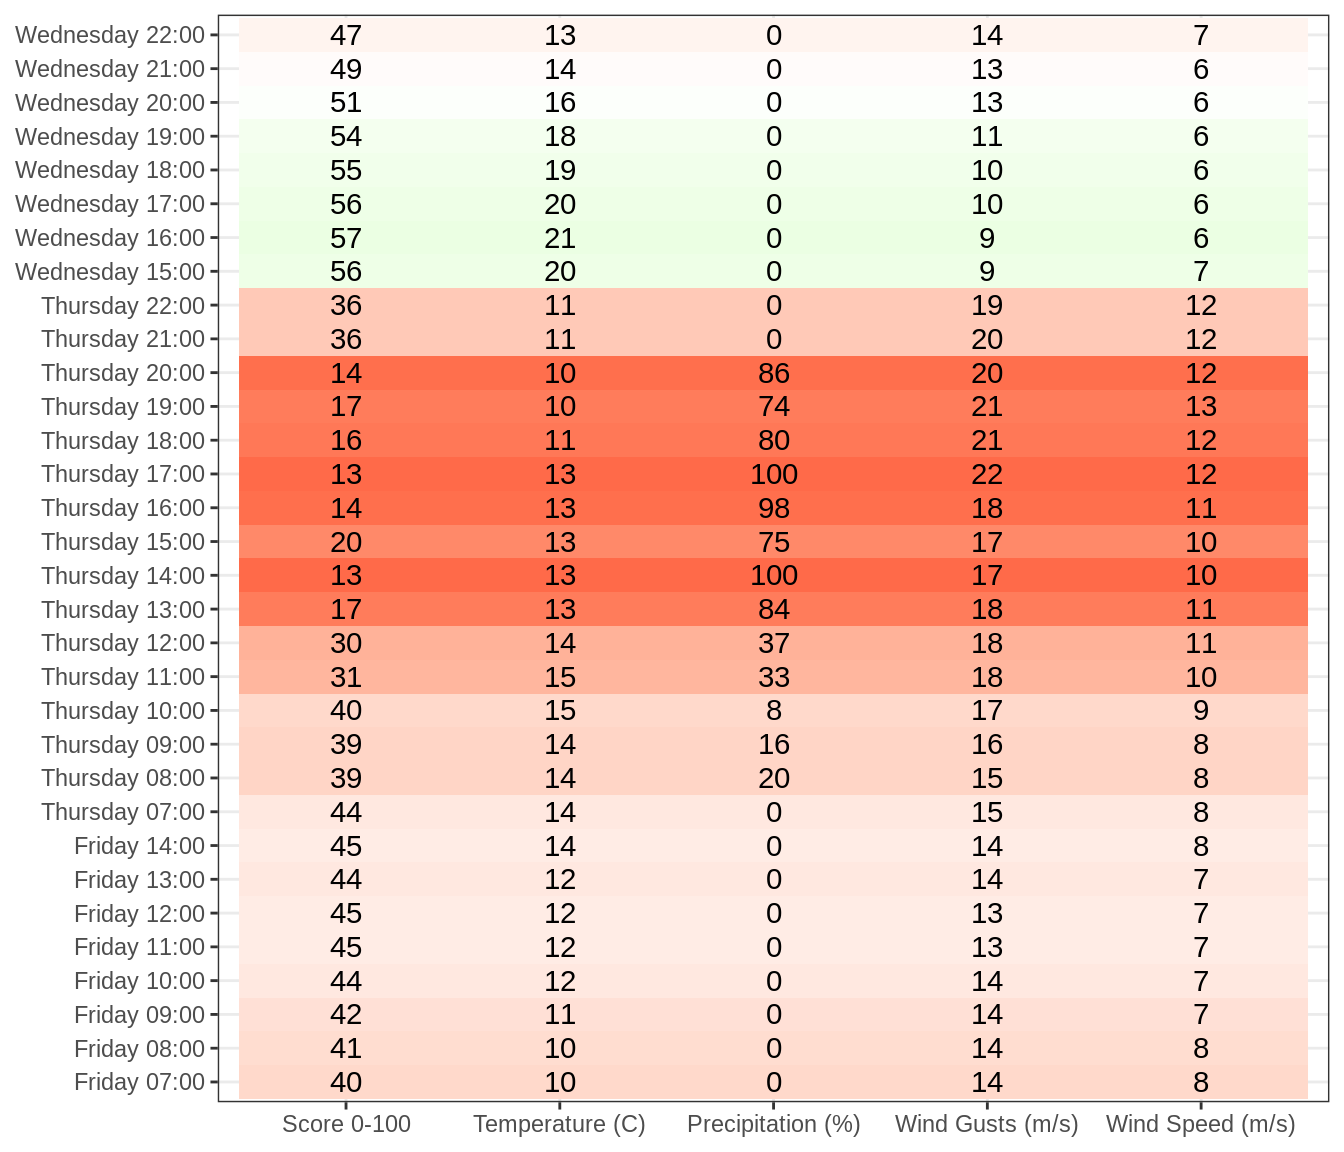 Wednesday 22:00 47 13 0 14 7
Wednesday 21:00 49 14 0 13 6
Wednesday 20:00 51 16 0 13 6
Wednesday 19:00 54 18 0 11 6
Wednesday 18:00 55 19 0 10 6
Wednesday 17:00 56 20 0 10 6
Wednesday 16:00 57 21 0 9 6
Wednesday 15:00 56 20 0 9 7
Thursday 22:00 36 11 0 19 12
Thursday 21:00 36 11 0 20 12
Thursday 20:00 14 10 86 20 12
Thursday 19:00 17 10 74 21 13
Thursday 18:00 16 11 80 21 12
Thursday 17:00 13 13 100 22 12
Thursday 16:00 14 13 98 18 11
Thursday 15:00 20 13 75 17 10
Thursday 14:00 13 13 100 17 10
Thursday 13:00 17 13 84 18 11
Thursday 12:00 30 14 37 18 11
Thursday 11:00 31 15 33 18 10
Thursday 10:00 40 15 8 17 9
Thursday 09:00 39 14 16 16 8
Thursday 08:00 39 14 20 15 8
Thursday 07:00 44 14 0 15 8
Friday 14:00 45 14 0 14 8
Friday 13:00 44 12 0 14 7
Friday 12:00 45 12 0 13 7
Friday 11:00 45 12 0 13 7
Friday 10:00 44 12 0 14 7
Friday 09:00 42 11 0 14 7
Friday 08:00 41 10 0 14 8
Friday 07:00 40 10 0 14 8
Score 0-100 Temperature (C) Precipitation (%) Wind Gusts (m/s) Wind Speed (m/s)